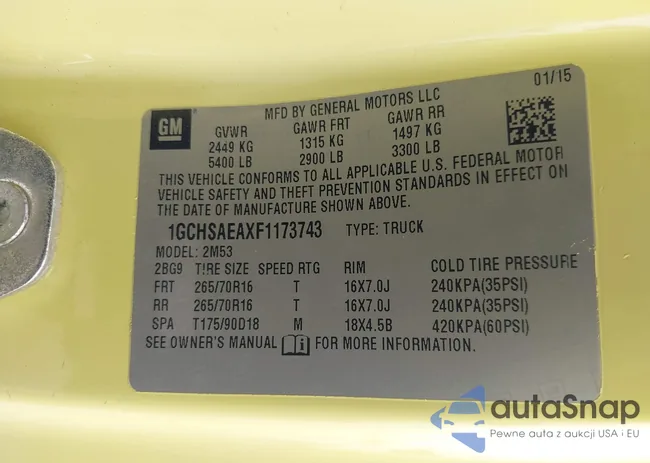 01/15
MFD BY GENERAL MOTORS LLC
GM
GVWR GAWR FRT GAWR RR
2449 KG 1315 KG 1497 KG
5400 LB 2900 LB 3300 LB
THIS VEHICLE CONFORMS TO ALL APPLICABLE U.S. FEDERAL MOTOR
VEHICLE SAFETY AND THEFT PREVENTION STANDARDS IN EFFECT ON
THE DATE OF MANUFACTURE SHOWN ABOVE.
1GCHSAEAXF1173743 TYPE: TRUCK
MODEL: 2M53
2BG9 TIRE SIZE SPEED RTG RIM COLD TIRE PRESSURE
FRT 265/70R16 T 16X7.0J 240KPA(35PSI)
RR 265/70R16 T 16X7.0J 240KPA(35PSI)
SPA T175/90D18 M 18X4.5B 420KPA(60PSI)
SEE OWNER'S MANUAL i FOR MORE INFORMATION.
autaSnap
Pewne auta z aukcji USA i EU